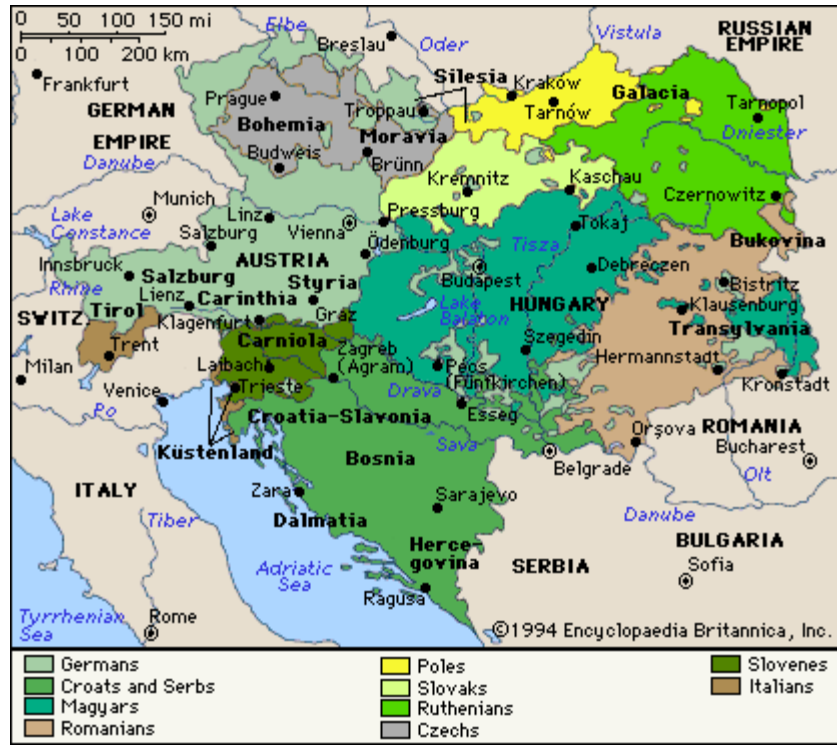 0 50 100 150 mi
0 100 200 km
Elbe
Breslau
Oder
Vistula
RUSSIAN
EMPIRE
Frankfurt
Silesia
Kraków
Galacia
Prague
Troppau
Tarnów
Tarnopol
GERMAN
EMPIRE
Bohemia
Moravia
Dniester
Danube
Budweis
Brünn
Kremnitz
Kaschau
Czernowitz
Munich
Lake
Constance
Linz
Vienna
Pressburg
Salzburg
Ödenburg
Tisza
Tokaj
Bukovina
AUSTRIA
Innsbruck
Salzburg
Styria
Budapest
Debreczen
Bistritz
Rhine
Lienz
Carinthia
Lake
Balaton
HUNGARY
Klausenburg
SWITZ.
Tirol
Klagenfurt
Graz
Transylvania
Trent
Carniola
Szegedin
Milan
Laibach
Zagreb
(Agram)
Pecs
(Fünfkirchen)
Hermannstadt
Kronstadt
Venice
Trieste
Drava
Po
Croatia-Slavonia
Esseg
Küstenland
Sava
Orşova
ROMANIA
Bosnia
Belgrade
Bucharest
ITALY
Zara
Sarajevo
Olt
Tiber
Dalmatia
Danube
Herce-
govina
SERBIA
BULGARIA
Adriatic
Sea
Sofia
Ragusa
Tyrrhenian
Sea
Rome
©1994 Encyclopaedia Britannica, Inc.
Germans
Croats and Serbs
Magyars
Romanians
Poles
Slovaks
Ruthenians
Czechs
Slovenes
Italians